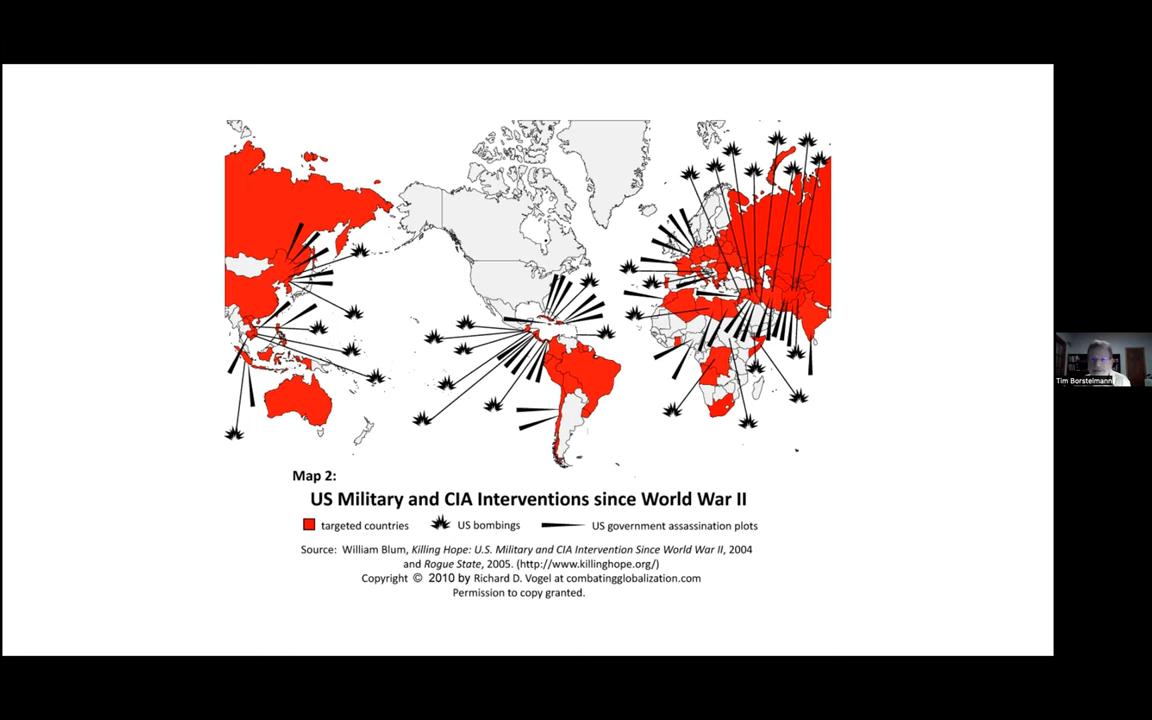 Map 2:
US Military and CIA Interventions since World War II
targeted countries US bombings US government assassination plots
Source: William Blum, Killing Hope: U.S. Military and CIA Intervention Since World War II, 2004
and Rogue State, 2005. (http://www.killinghope.org/)
Copyright © 2010 by Richard D. Vogel at combatingglobalization.com
Permission to copy granted.
Tim Borstelmann